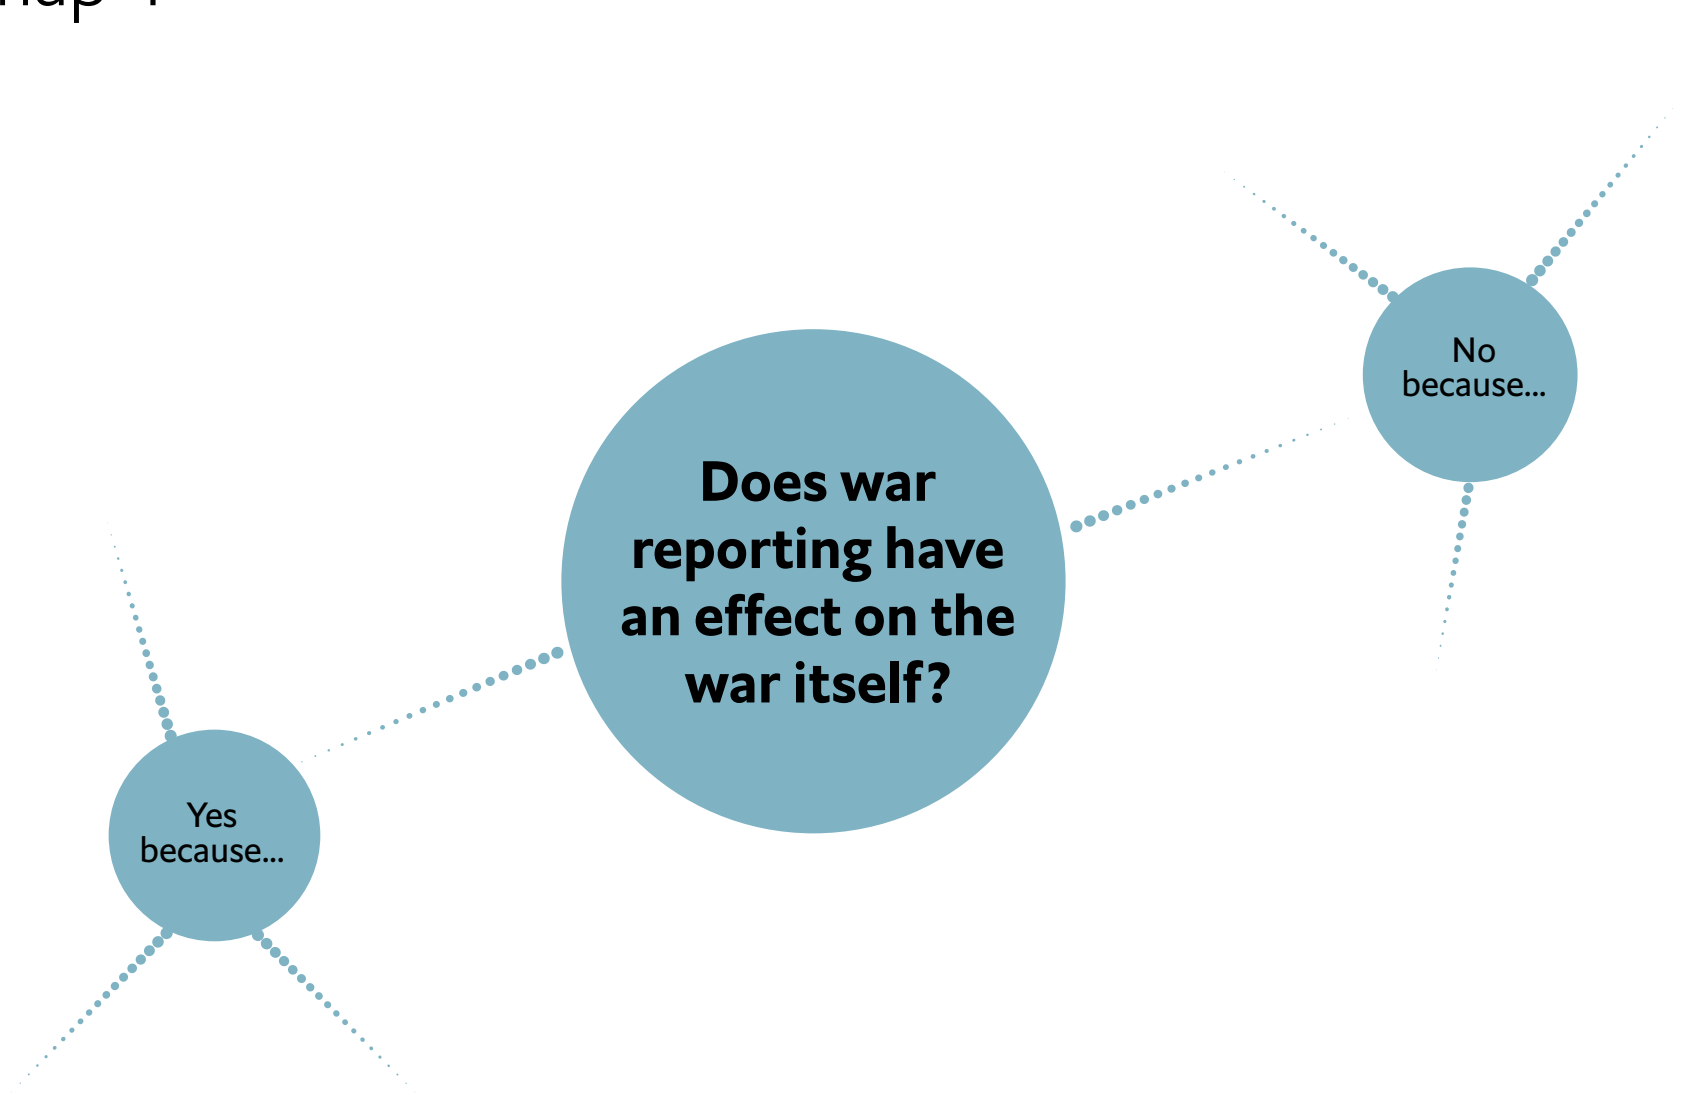 No
because...
Does war
reporting have
an effect on the
war itself?
Yes
because...